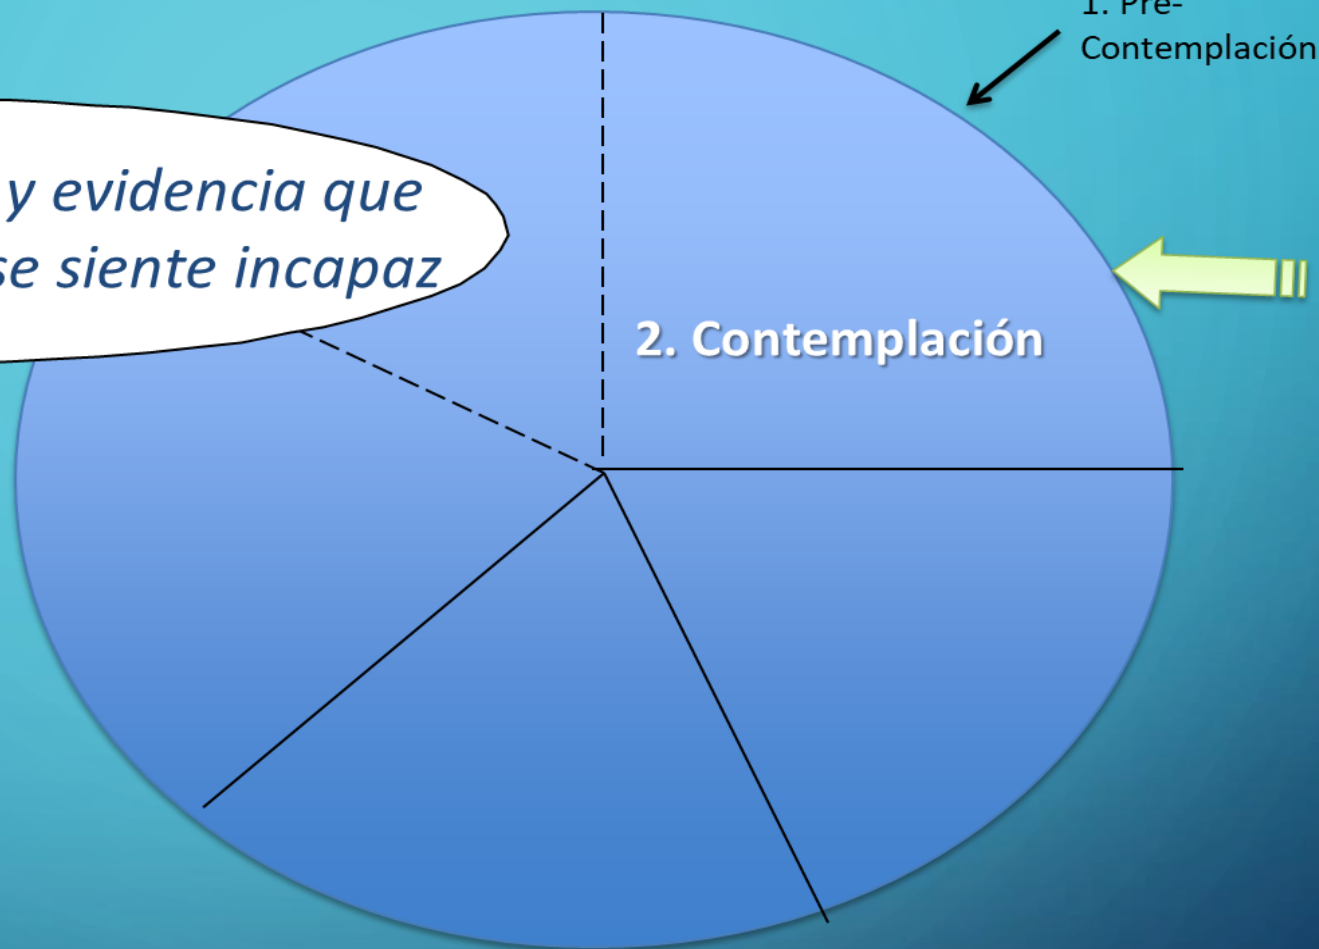 1. Pre-
Contemplación
y evidencia que
se siente incapaz
2. Contemplación